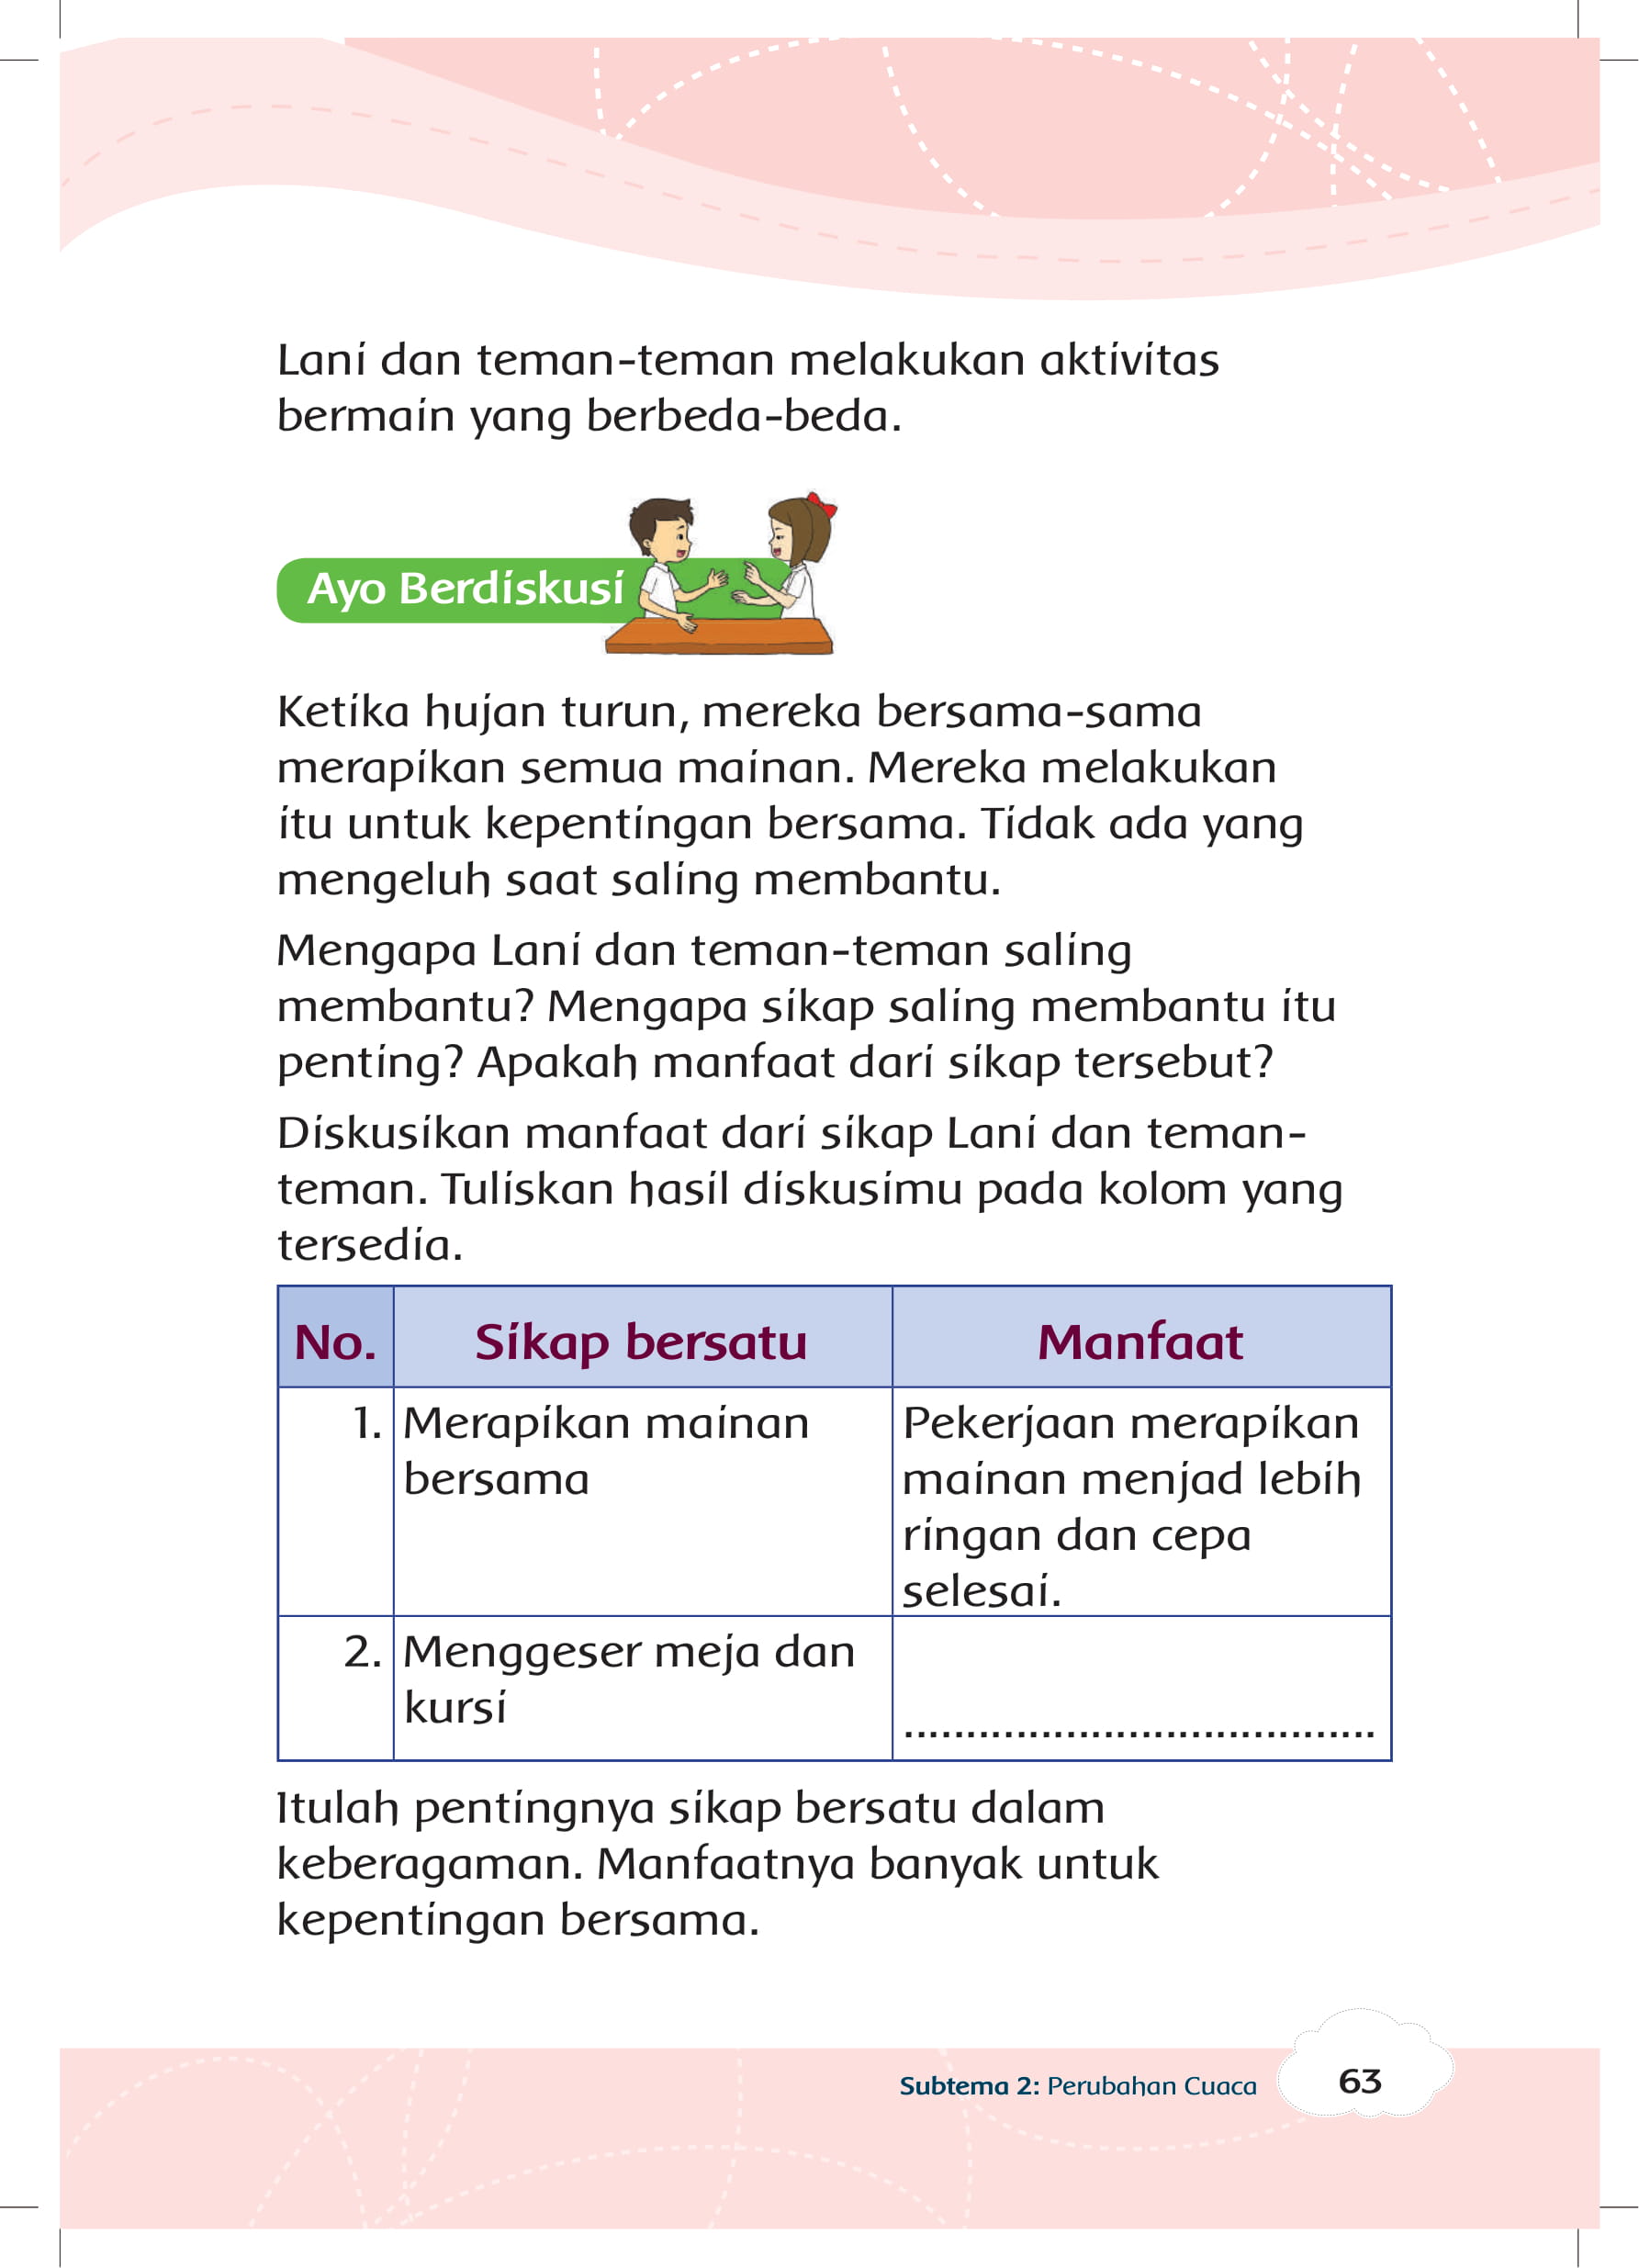 Lani dan teman-teman melakukan aktivitas
bermain yang berbeda-beda.
Ayo Berdiskusi
Ketika hujan turun, mereka bersama-sama
merapikan semua mainan. Mereka melakukan
itu untuk kepentingan bersama. Tidak ada yang
mengeluh saat saling membantu.
Mengapa Lani dan teman-teman saling
membantu? Mengapa sikap saling membantu itu
penting? Apakah manfaat dari sikap tersebut?
Diskusikan manfaat dari sikap Lani dan teman-
teman. Tuliskan hasil diskusimu pada kolom yang
tersedia.
No. Sikap bersatu Manfaat
1. Merapikan mainan Pekerjaan merapikan
bersama mainan menjad lebih
ringan dan cepa
selesai.
2. Menggeser meja dan
kursi ......................................
Itulah pentingnya sikap bersatu dalam
keberagaman. Manfaatnya banyak untuk
kepentingan bersama.
Subtema 2: Perubahan Cuaca 63